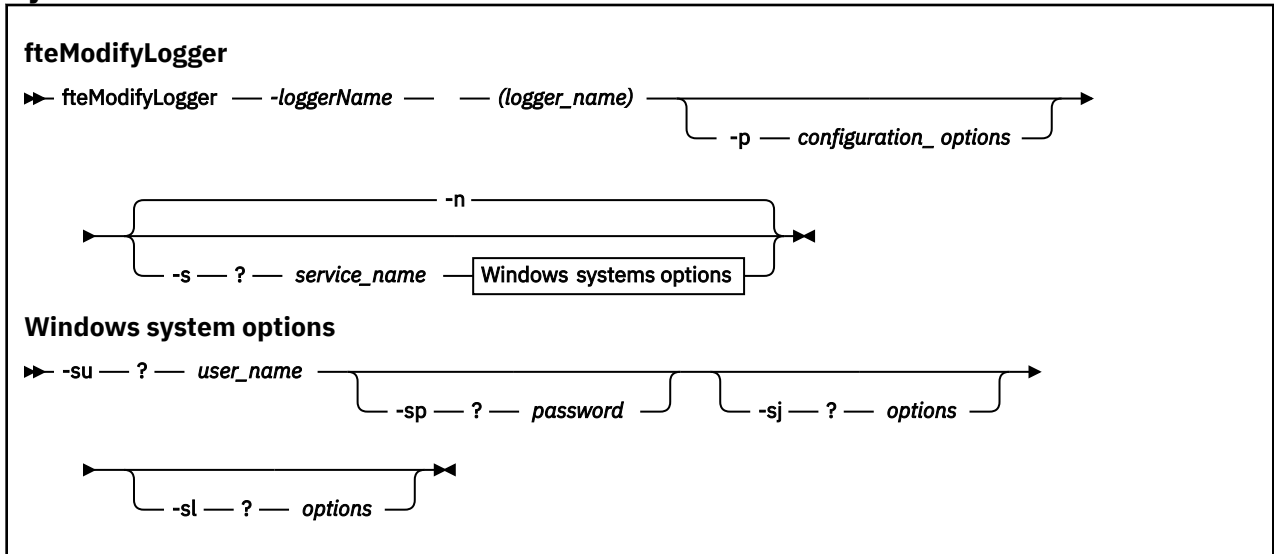 fteModifyLogger
fteModifyLogger -loggerName (logger_name)
-p configuration_ options
-n
-s ? service_name Windows systems options
Windows system options
-su ? user_name
-sp ? password -sj ? options
-sl ? options